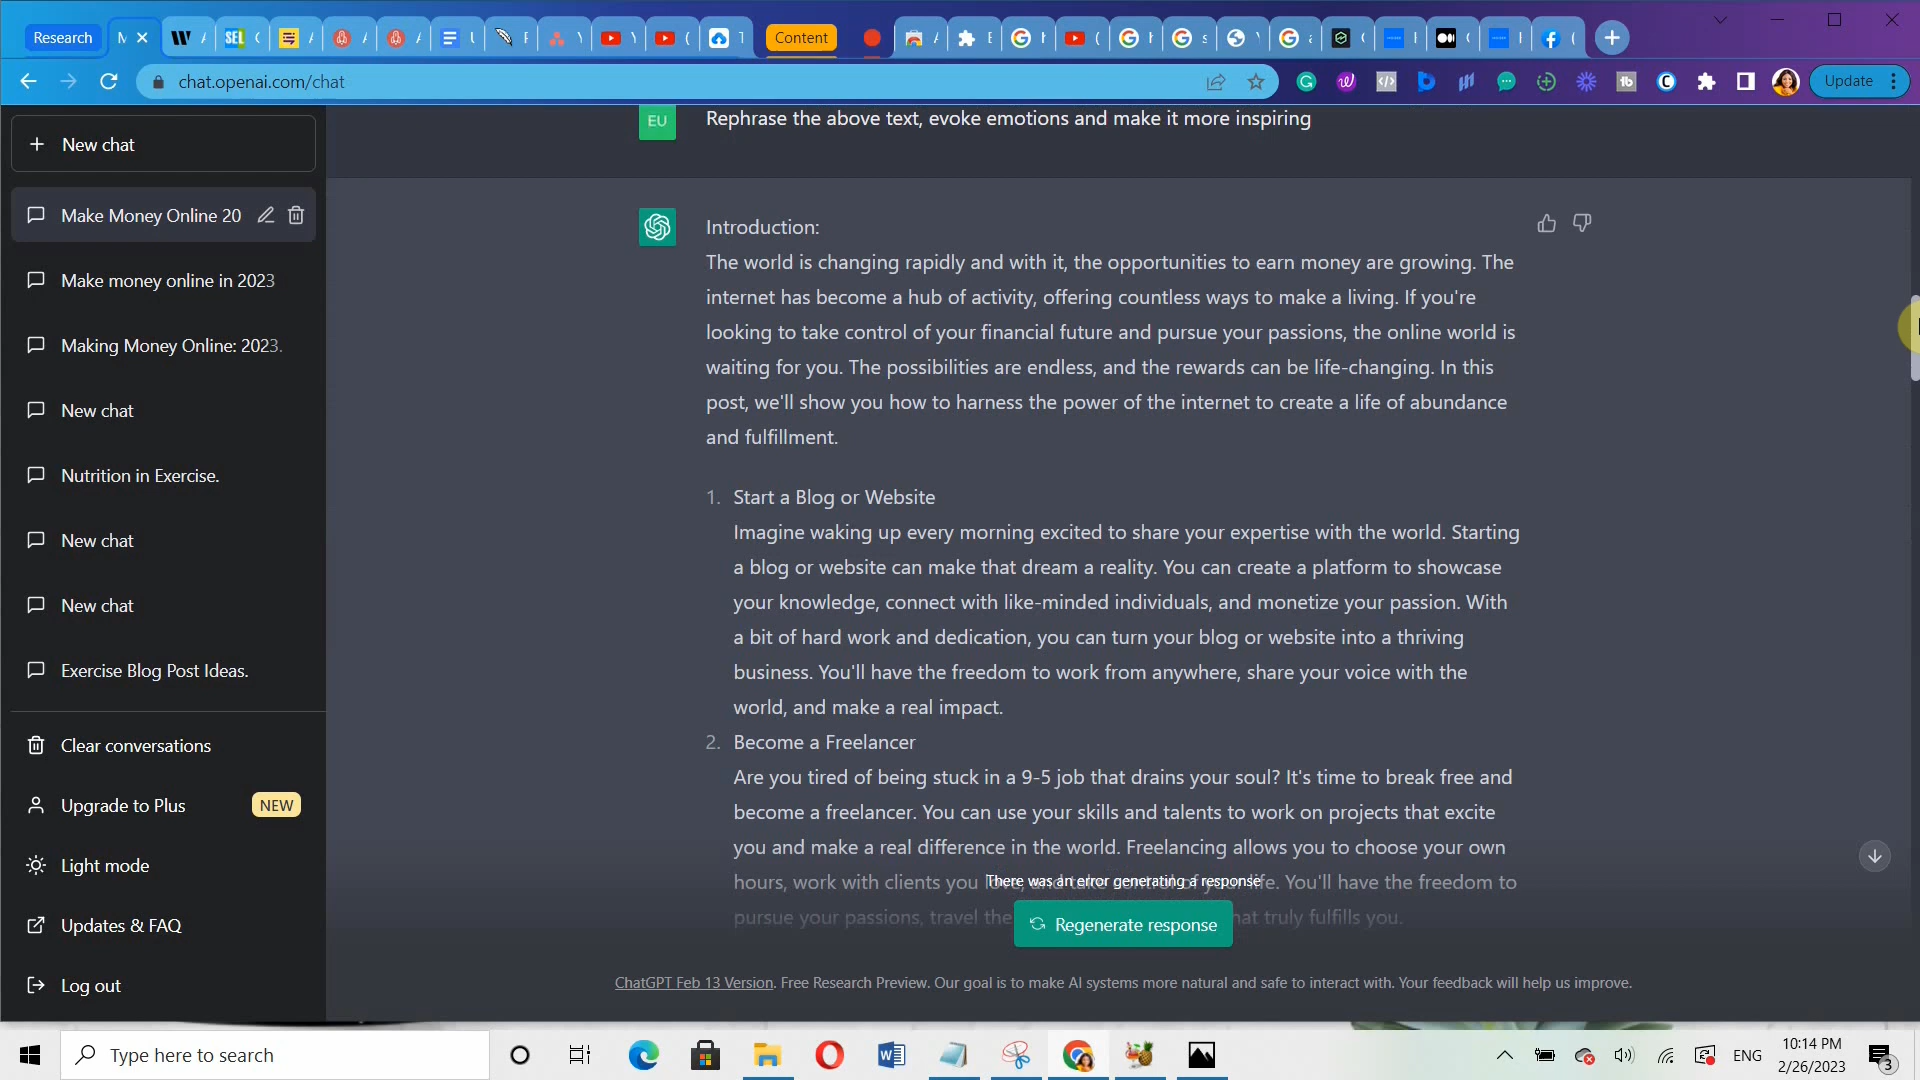 Research
M
SEL
Content
chat.openai.com/chat
Update
New chat
Make Money Online 20
Make money online in 2023
Making Money Online: 2023.
New chat
Nutrition in Exercise.
New chat
New chat
Exercise Blog Post Ideas.
Clear conversations
Upgrade to Plus NEW
Light mode
Updates & FAQ
Log out
EU
Rephrase the above text, evoke emotions and make it more inspiring
Introduction:
The world is changing rapidly and with it, the opportunities to earn money are growing. The
internet has become a hub of activity, offering countless ways to make a living. If you're
looking to take control of your financial future and pursue your passions, the online world is
waiting for you. The possibilities are endless, and the rewards can be life-changing. In this
post, we'll show you how to harness the power of the internet to create a life of abundance
and fulfillment.
1. Start a Blog or Website
Imagine waking up every morning excited to share your expertise with the world. Starting
a blog or website can make that dream a reality. You can create a platform to showcase
your knowledge, connect with like-minded individuals, and monetize your passion. With
a bit of hard work and dedication, you can turn your blog or website into a thriving
business. You'll have the freedom to work from anywhere, share your voice with the
world, and make a real impact.
2. Become a Freelancer
Are you tired of being stuck in a 9-5 job that drains your soul? It's time to break free and
become a freelancer. You can use your skills and talents to work on projects that excite
you and make a real difference in the world. Freelancing allows you to choose your own
hours, work with clients you love, and take control of your life. You'll have the freedom to
There was an error generating a response
pursue your passions, travel the that truly fulfills you.
Regenerate response
ChatGPT Feb 13 Version. Free Research Preview. Our goal is to make AI systems more natural and safe to interact with. Your feedback will help us improve.
Type here to search
ENG
10:14 PM
2/26/2023
3